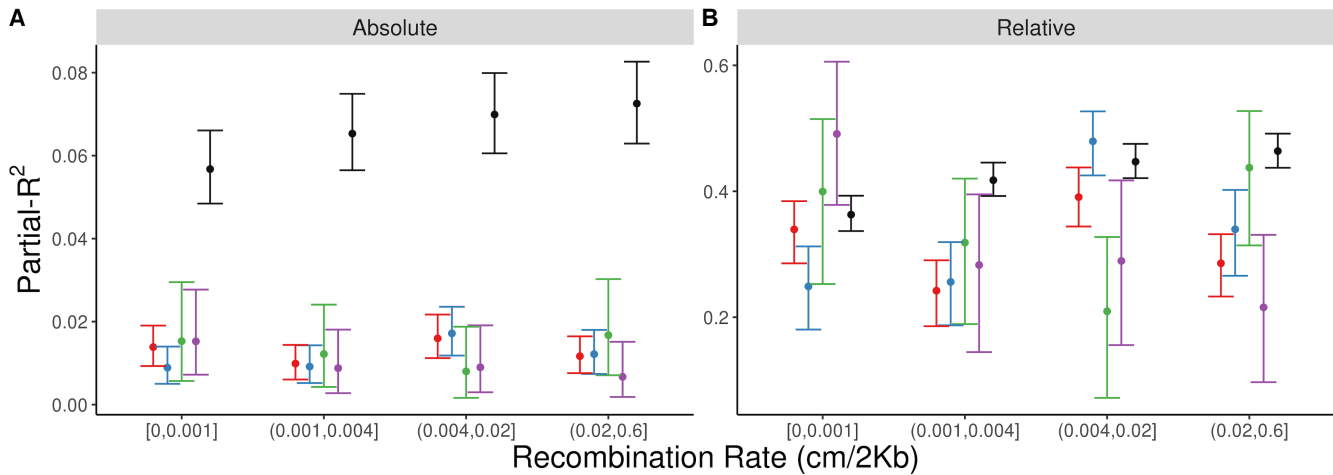 A
Absolute
B
Relative
Partial-R²
0.08
0.06
0.04
0.02
0.00
0.6
0.4
0.2
[0,0.001]
(0.001,0.004]
(0.004,0.02]
(0.02,0.6]
[0,0.001]
(0.001,0.004]
(0.004,0.02]
(0.02,0.6]
Recombination Rate (cm/2Kb)